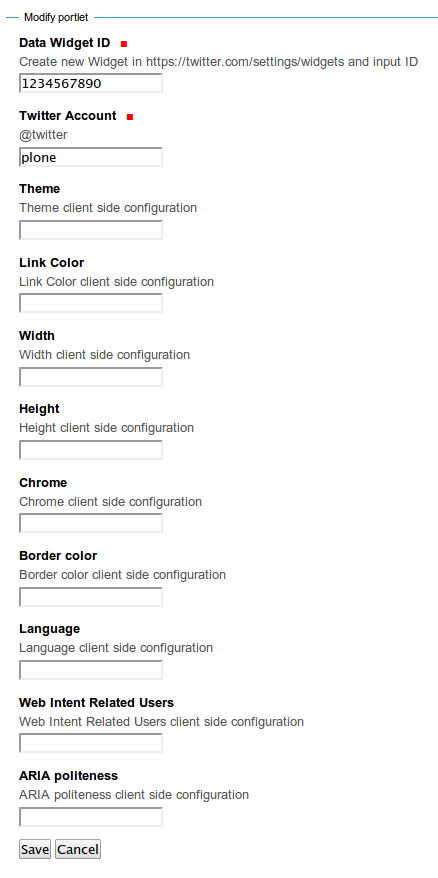 Modify portlet
Data Widget ID
Create new Widget in https://twitter.com/settings/widgets and input ID
1234567890
Twitter Account
@twitter
plone
Theme
Theme client side configuration
Link Color
Link Color client side configuration
Width
Width client side configuration
Height
Height client side configuration
Chrome
Chrome client side configuration
Border color
Border color client side configuration
Language
Language client side configuration
Web Intent Related Users
Web Intent Related Users client side configuration
ARIA politeness
ARIA politeness client side configuration
Save Cancel